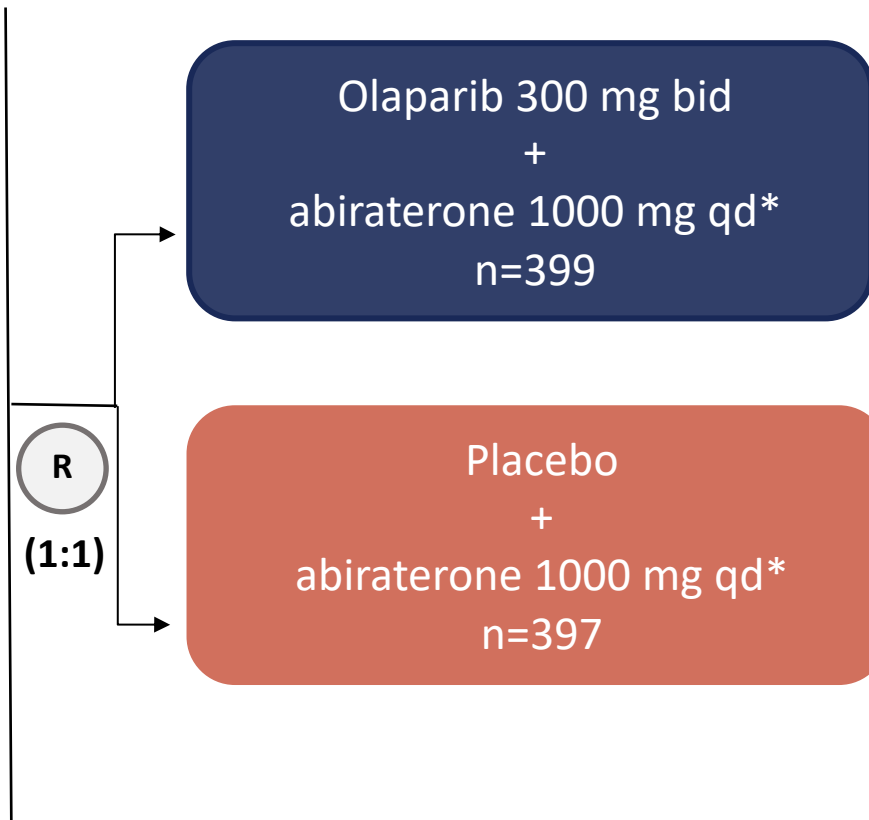 Olaparib 300 mg bid
+
abiraterone 1000 mg qd*
n=399
R
(1:1)
Placebo
+
abiraterone 1000 mg qd*
n=397